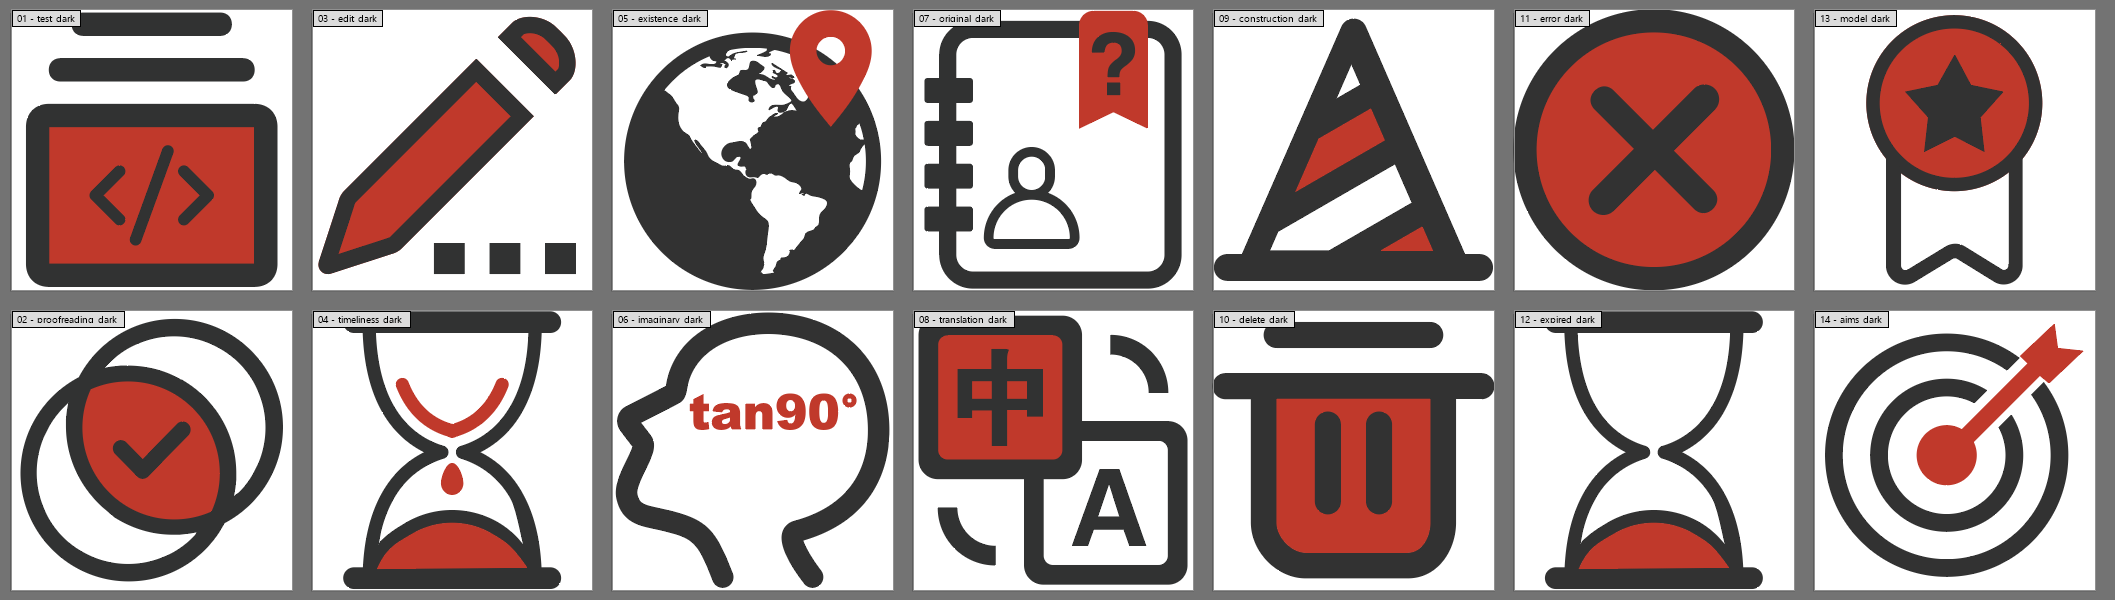 01 - test dark
03 - edit dark
05 - existence dark
07 - original dark
?
09 - construction dark
11 - error dark
13 - model dark
</>
02 - proofreading dark
04 - timeliness dark
06 - imaginary dark
tan90°
08 - translation dark
中
A
10 - delete dark
12 - expired dark
14 - aims dark